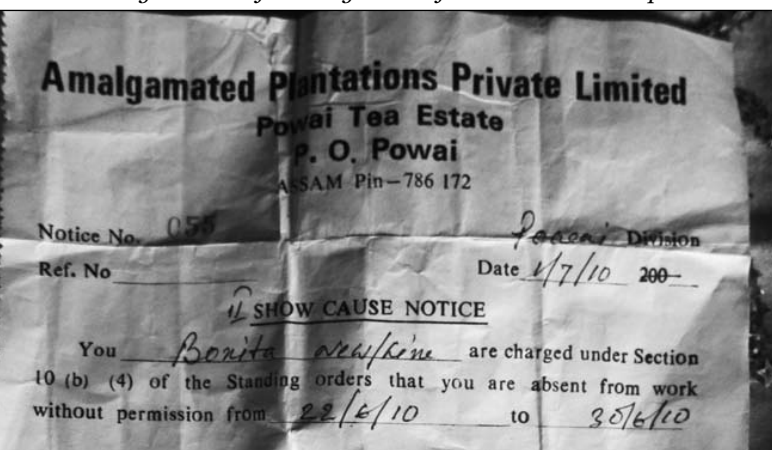 Amalgamated Plantations Private Limited
Powai Tea Estate
P. O. Powai
ASSAM Pin-786 172
Notice No. 055
Powai Division
Ref. No
Date 1/7/10 200
SHOW CAUSE NOTICE
You Bonita are charged under Section
10 (b) (4) of the Standing orders that you are absent from work
without permission from 22/6/10 to 30/6/10